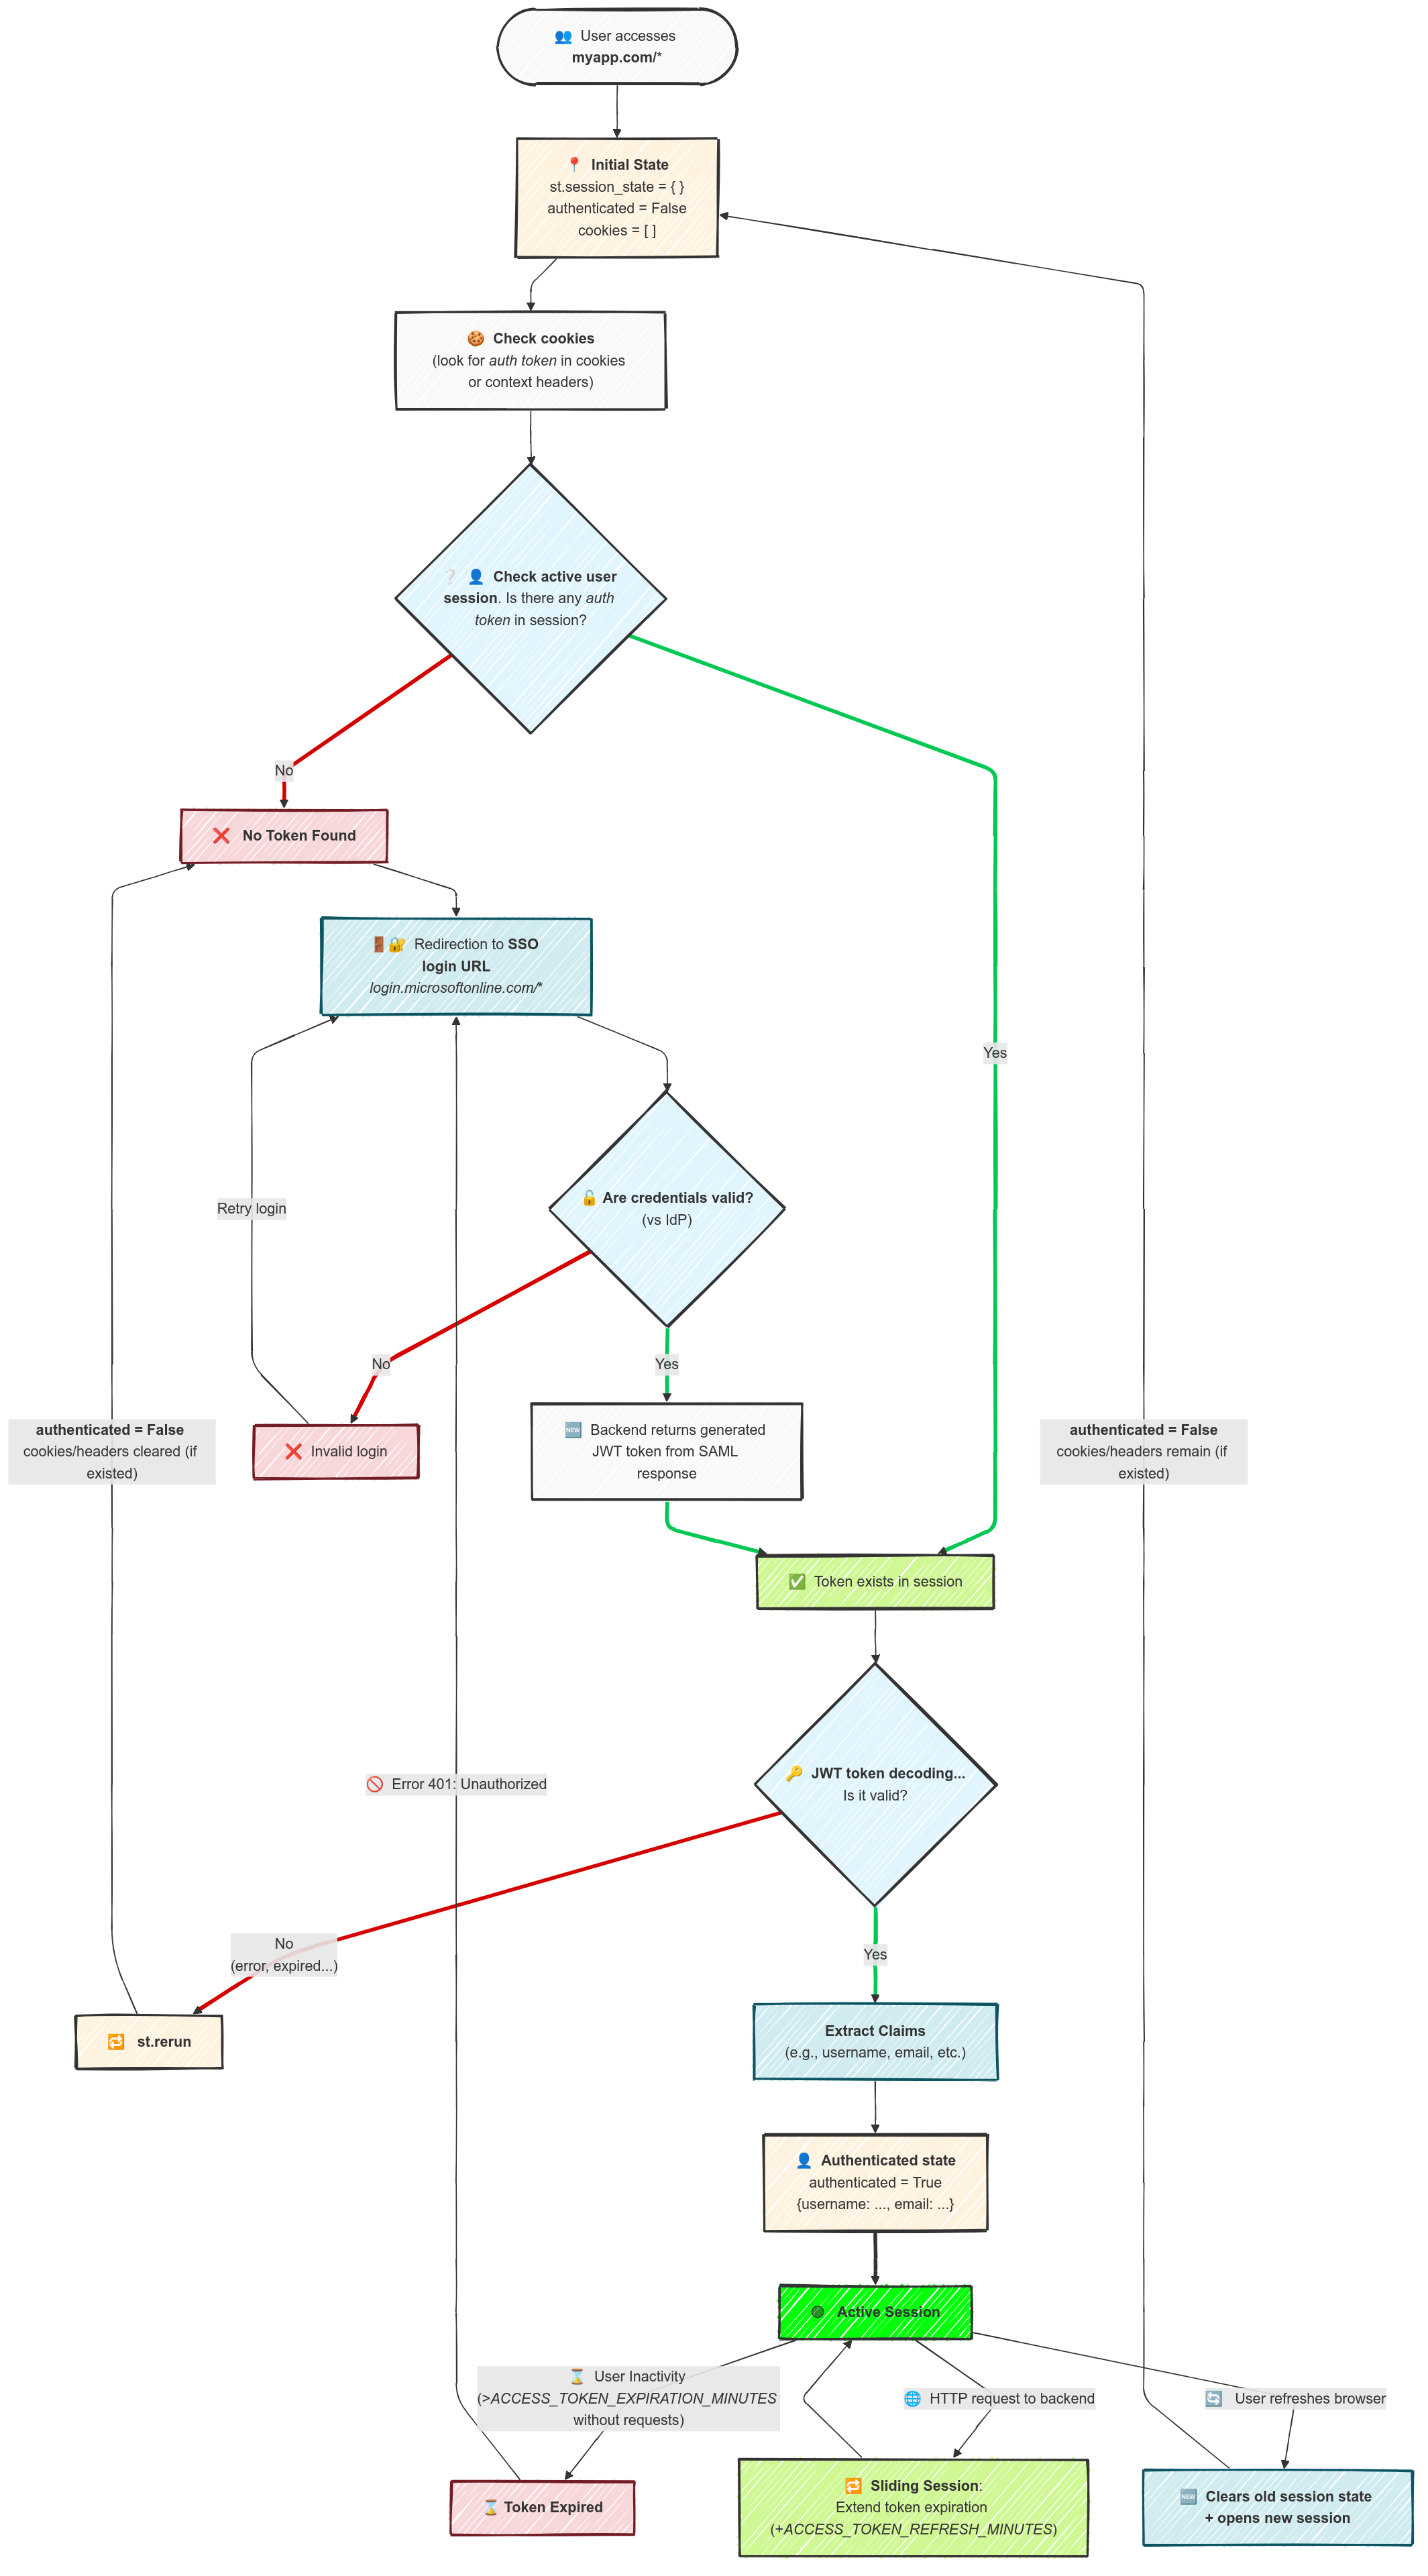 👥 User accesses
myapp.com/*
📍 Initial State
st.session_state = { }
authenticated = False
cookies = [ ]
🍪 Check cookies
(look for auth token in cookies
or context headers)
❔ 👤 Check active user
session. Is there any auth
token in session?
No
❌ No Token Found
🚪🔐 Redirection to SSO
login URL
login.microsoftonline.com/*
Yes
🔓 Are credentials valid?
(vs IdP)
Retry login
No
Yes
❌ Invalid login
🆕 Backend returns generated
JWT token from SAML
response
authenticated = False
cookies/headers cleared (if
existed)
authenticated = False
cookies/headers remain (if
existed)
✅ Token exists in session
🔑 JWT token decoding...
Is it valid?
🚫 Error 401: Unauthorized
No
(error, expired...)
Yes
🔁 st.rerun
Extract Claims
(e.g., username, email, etc.)
👤 Authenticated state
authenticated = True
{username: ..., email: ...}
Active Session
⌛ User Inactivity
(>ACCESS_TOKEN_EXPIRATION_MINUTES
without requests)
🌐 HTTP request to backend
🔄 User refreshes browser
⌛ Token Expired
🔁 Sliding Session:
Extend token expiration
(+ACCESS_TOKEN_REFRESH_MINUTES)
🆕 Clears old session state
+ opens new session